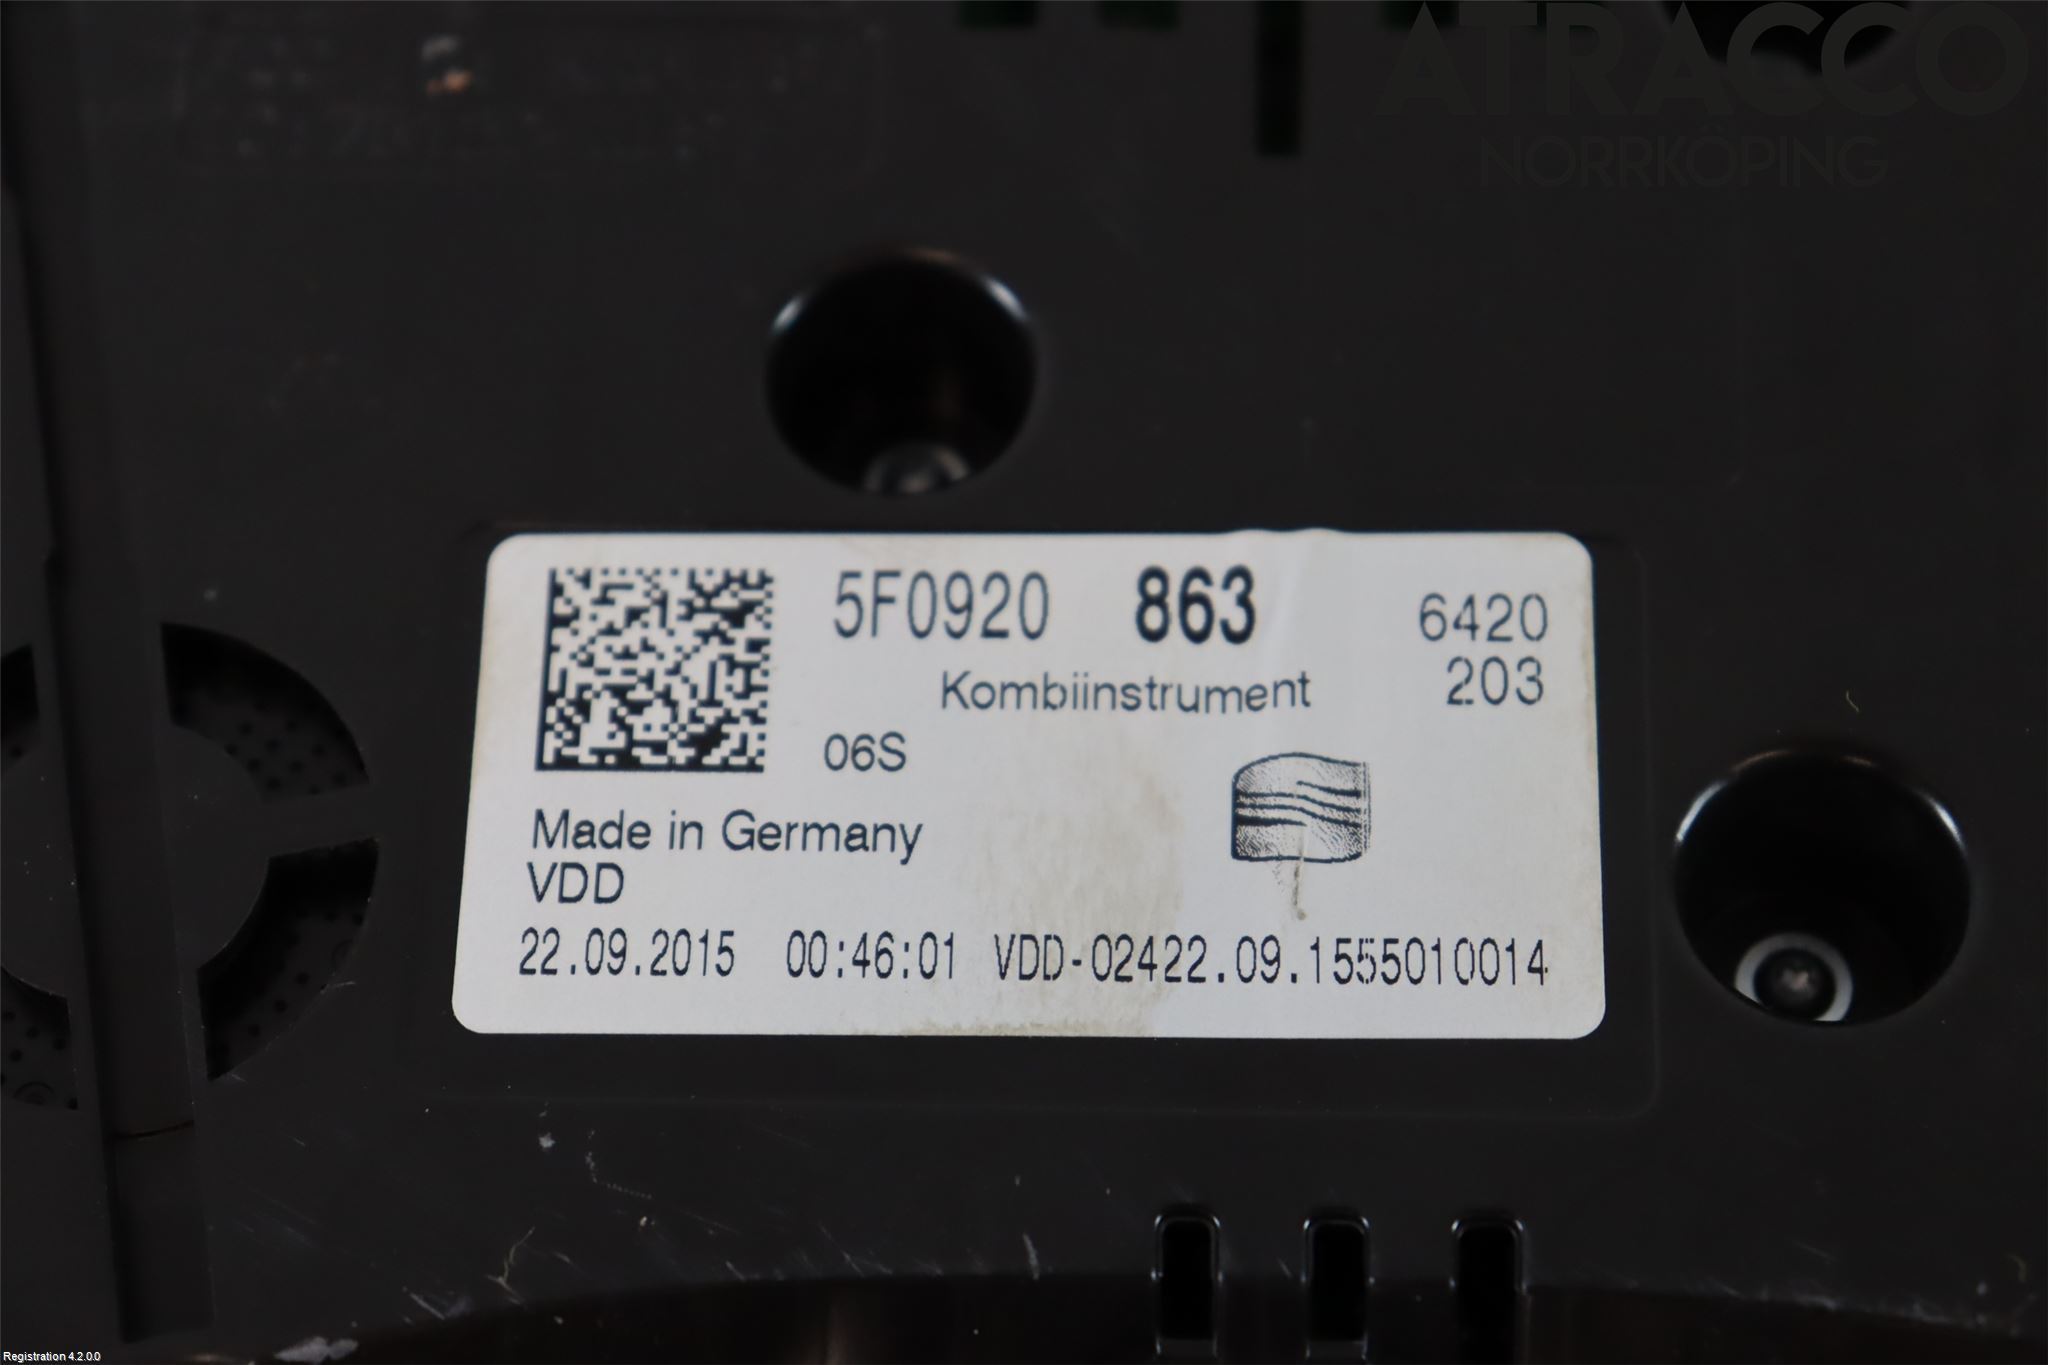 ATRACCO
NORRKÖPING
5F0920 863 6420
Kombiinstrument 203
06S
Made in Germany
VDD
22.09.2015 00:46:01 VDD-02422.09.1555010014
Registration 4.2.0.0